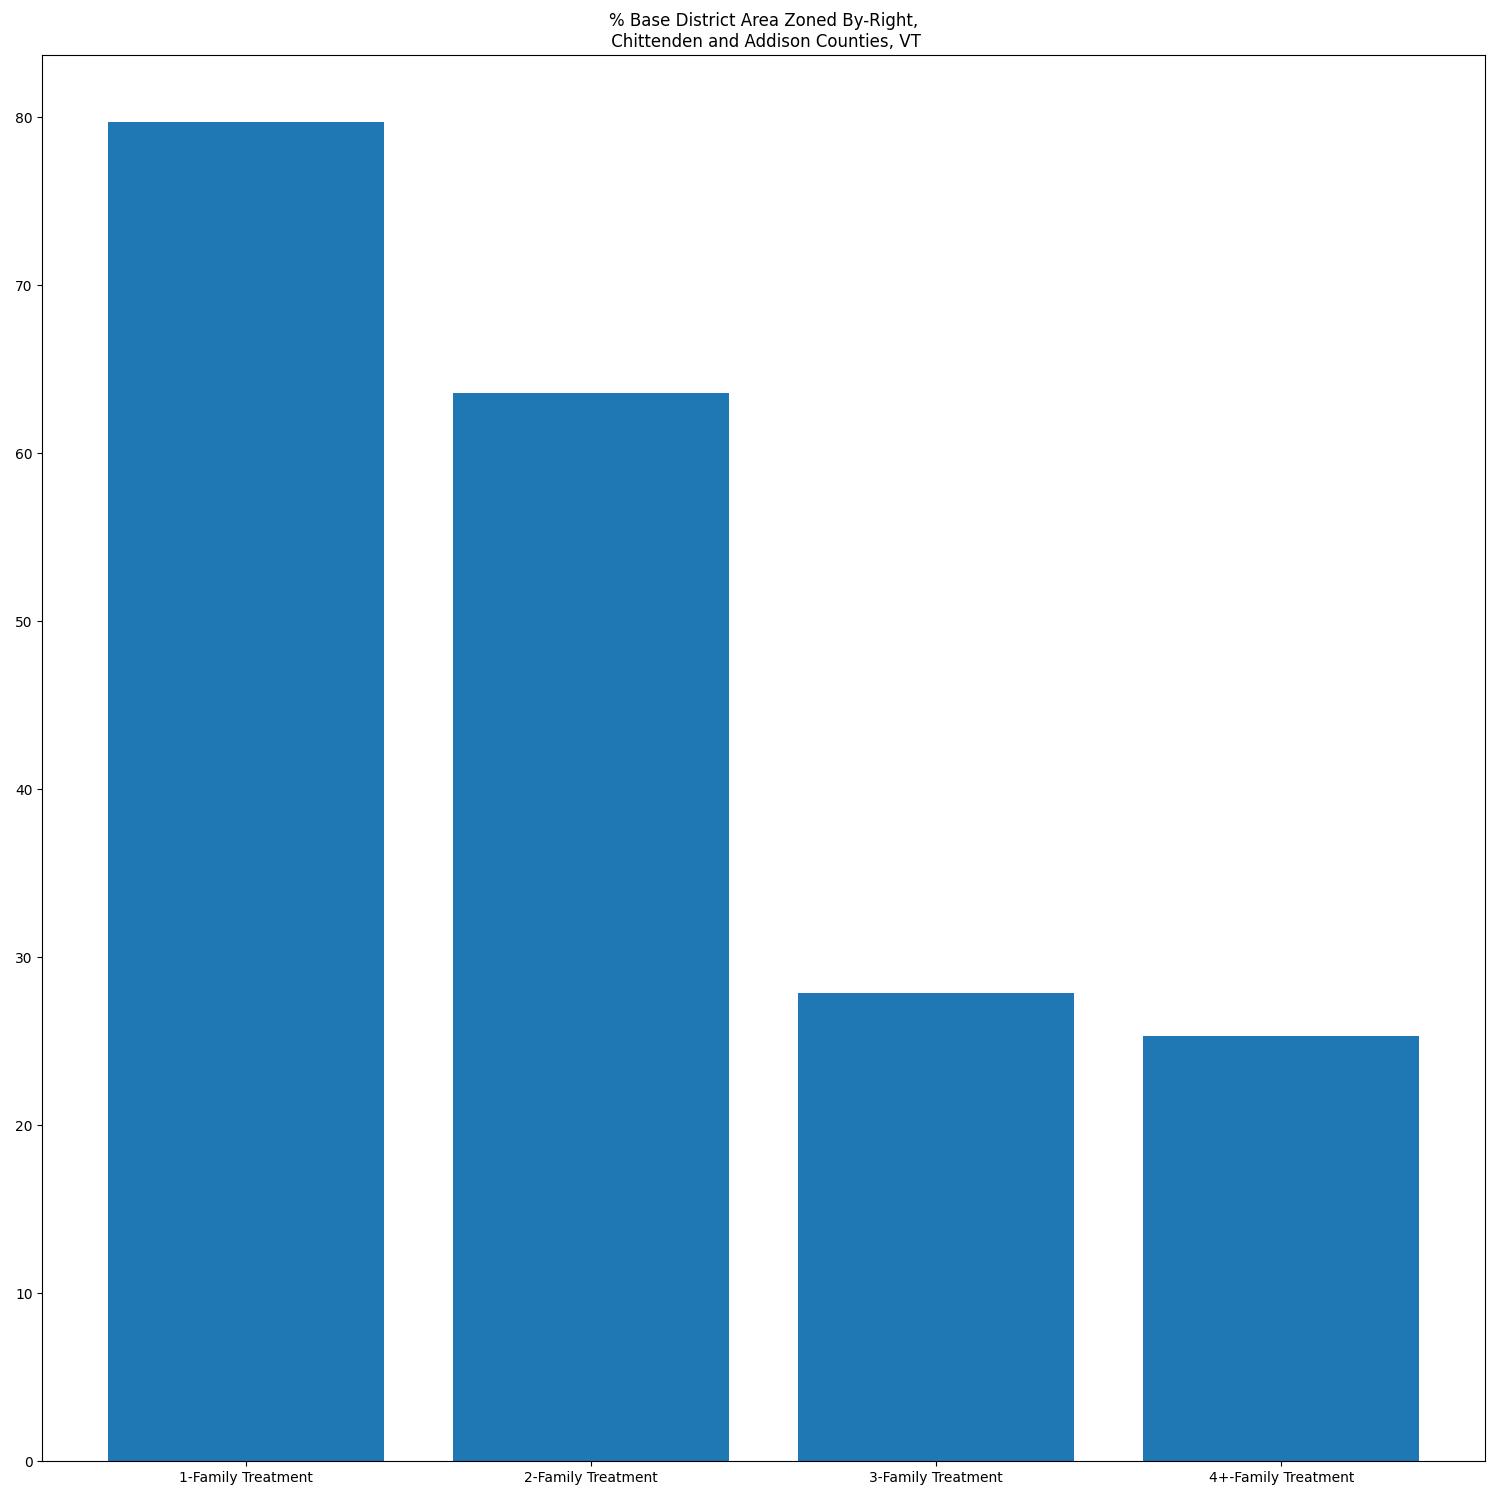 % Base District Area Zoned By-Right,
Chittenden and Addison Counties, VT
80
70
60
50
40
30
20
10
0
1-Family Treatment
2-Family Treatment
3-Family Treatment
4+-Family Treatment